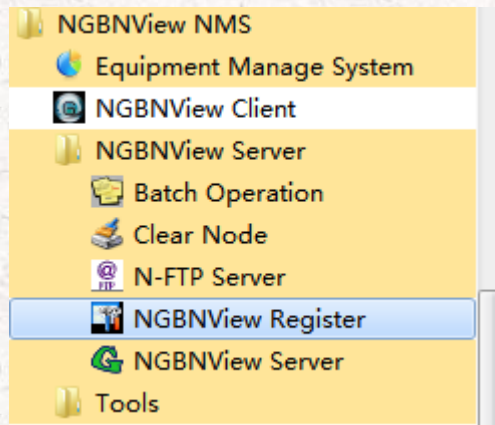 NGBNView NMS
Equipment Manage System
NGBNView Client
NGBNView Server
Batch Operation
Clear Node
@
FTP
N-FTP Server
NGBNView Register
NGBNView Server
Tools